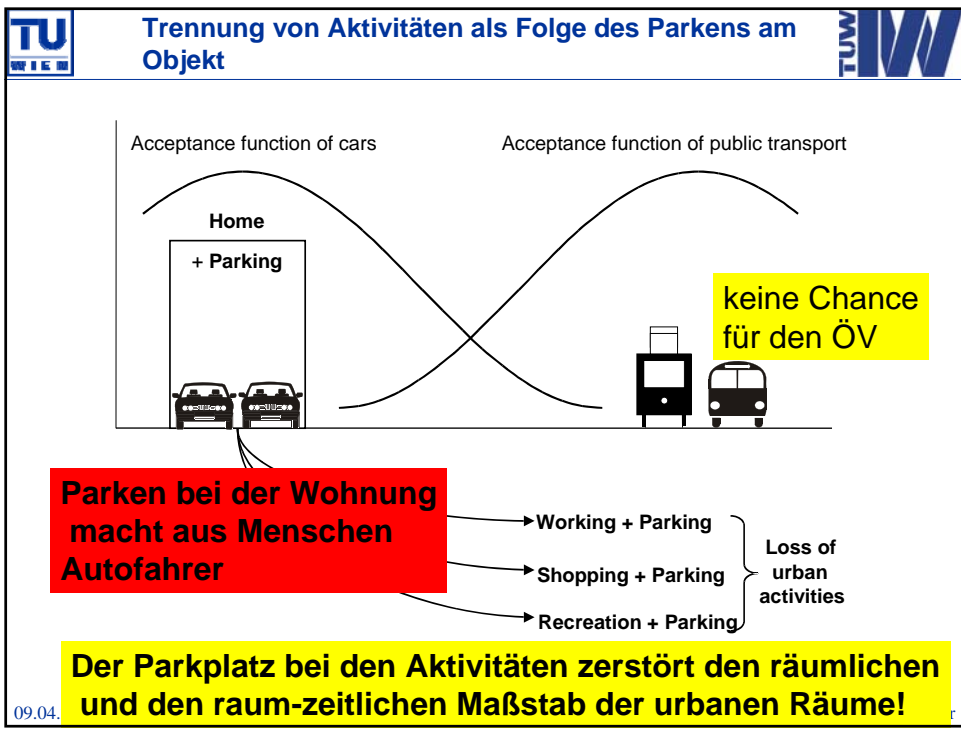 TU
WIEN
Trennung von Aktivitäten als Folge des Parkens am
Objekt
TUW
Acceptance function of cars
Acceptance function of public transport
Home
+ Parking
keine Chance
für den ÖV
Parken bei der Wohnung
macht aus Menschen
Autofahrer
Working + Parking
Shopping + Parking
Recreation + Parking
Loss of
urban
activities
Der Parkplatz bei den Aktivitäten zerstört den räumlichen
und den raum-zeitlichen Maßstab der urbanen Räume!
09.04.